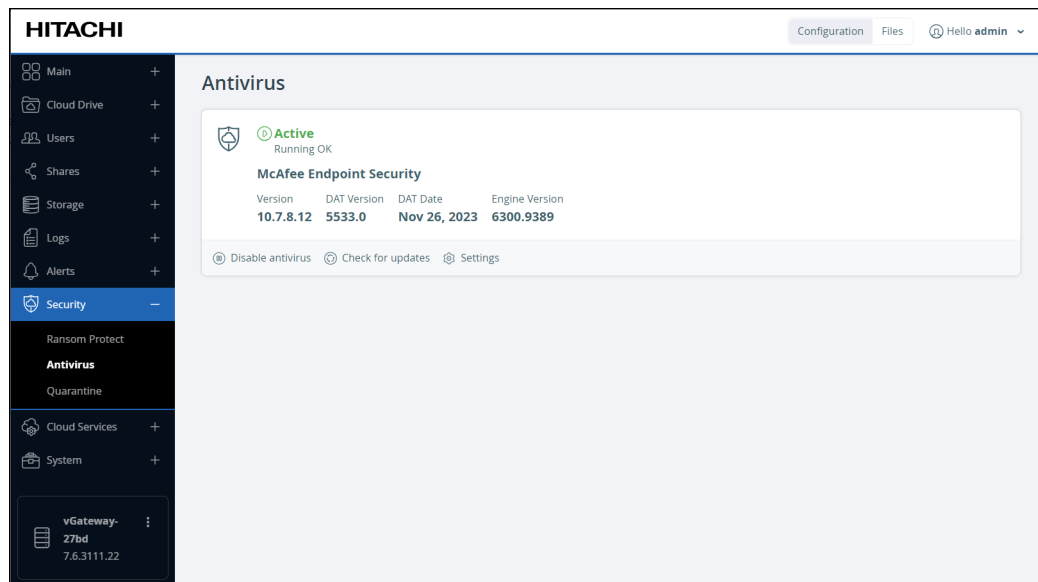 HITACHI
Configuration Files Hello admin
Main
Cloud Drive
Users
Shares
Storage
Logs
Alerts
Security
Ransom Protect
Antivirus
Quarantine
Cloud Services
System
vGateway-
27bd
7.6.3111.22
Antivirus
Active
Running OK
McAfee Endpoint Security
Version DAT Version DAT Date Engine Version
10.7.8.12 5533.0 Nov 26, 2023 6300.9389
Disable antivirus Check for updates Settings